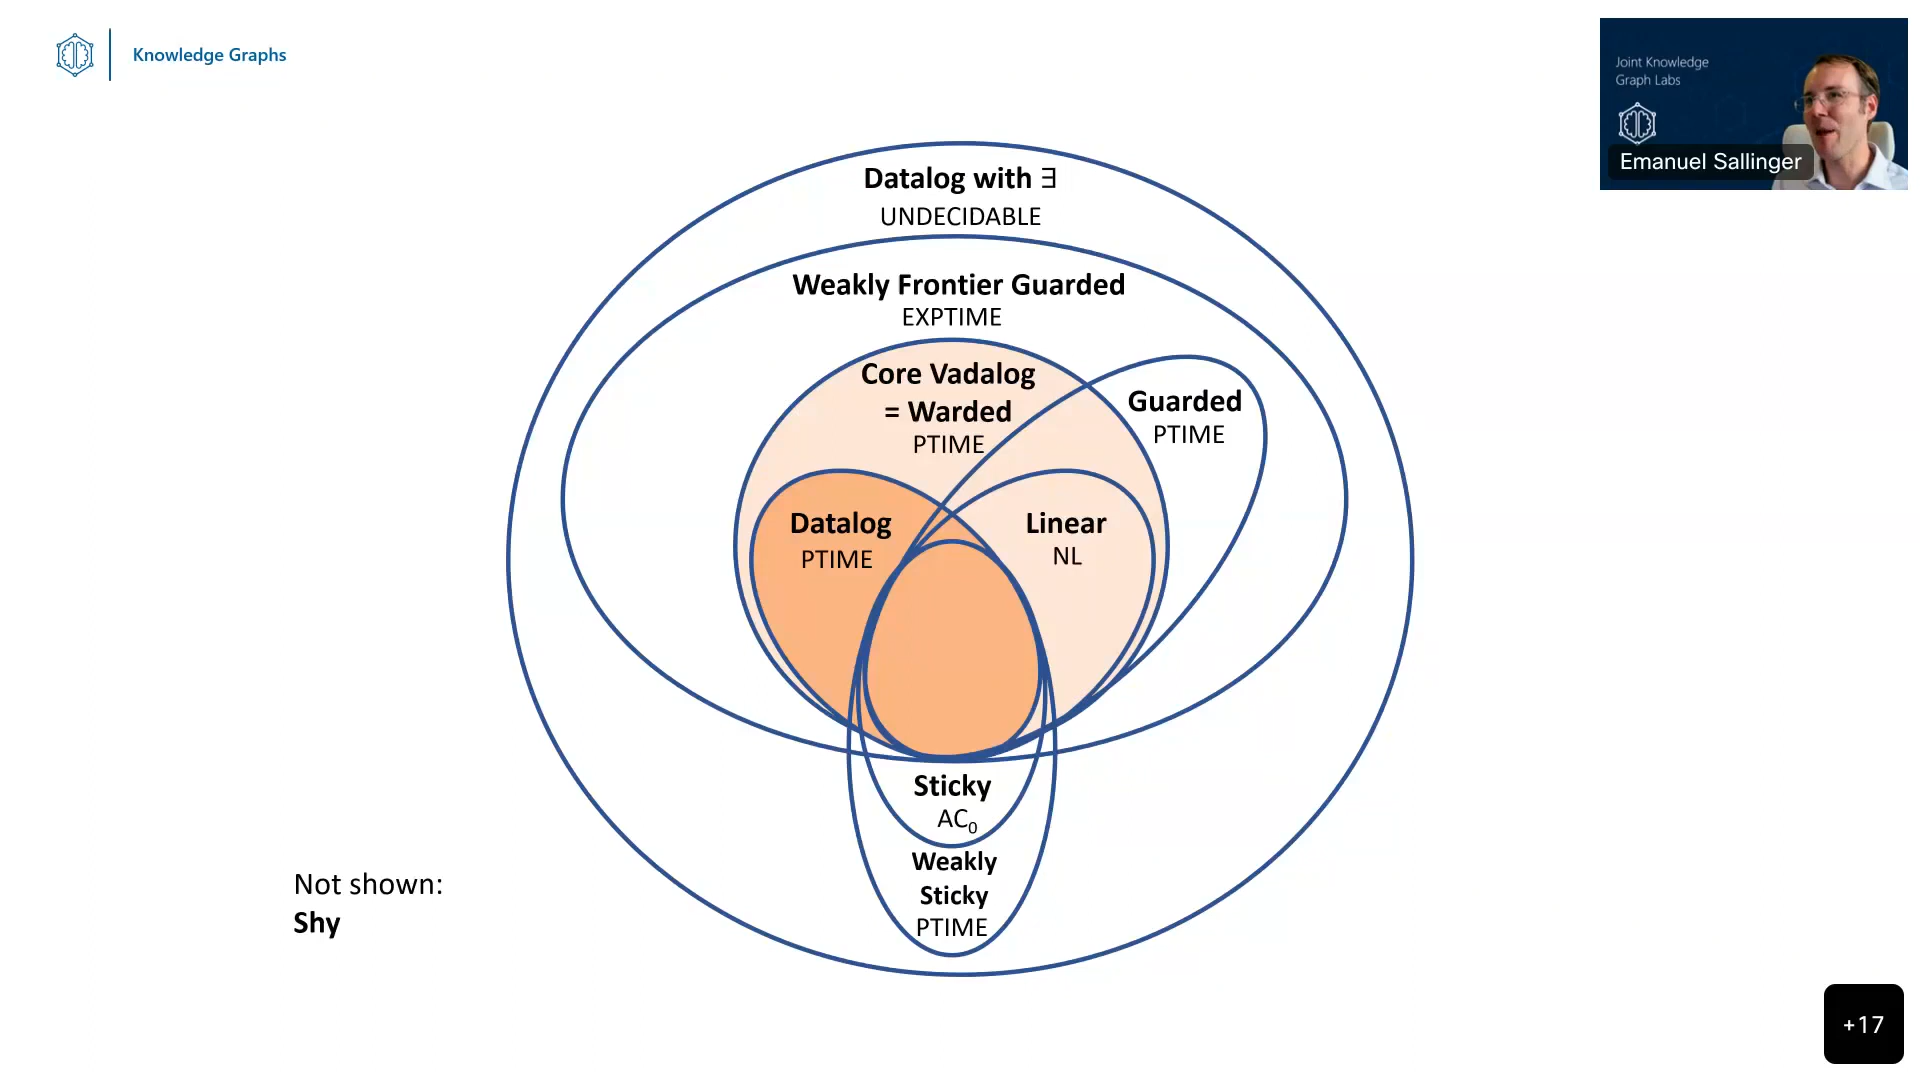 Knowledge Graphs
Joint Knowledge
Graph Labs
Emanuel Sallinger
Datalog with ∃
UNDECIDABLE
Weakly Frontier Guarded
EXPTIME
Core Vadalog
= Warded
PTIME
Guarded
PTIME
Datalog
PTIME
Linear
NL
Sticky
AC₀
Weakly
Sticky
PTIME
Not shown:
Shy
+17